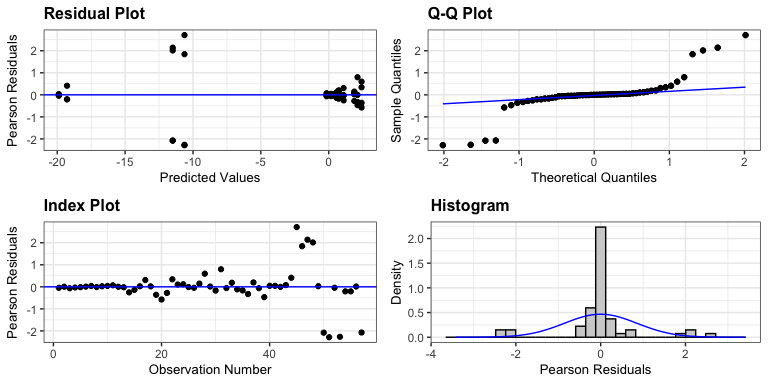 Residual Plot
Pearson Residuals
2
1
0
-1
-2
-20 -15 -10 -5 0
Predicted Values
Q-Q Plot
Sample Quantiles
2
1
0
-1
-2
-2 -1 0 1 2
Theoretical Quantiles
Index Plot
Pearson Residuals
2
1
0
-1
-2
0 20 40
Observation Number
Histogram
Density
2.0
1.5
1.0
0.5
0.0
-4 -2 0 2
Pearson Residuals